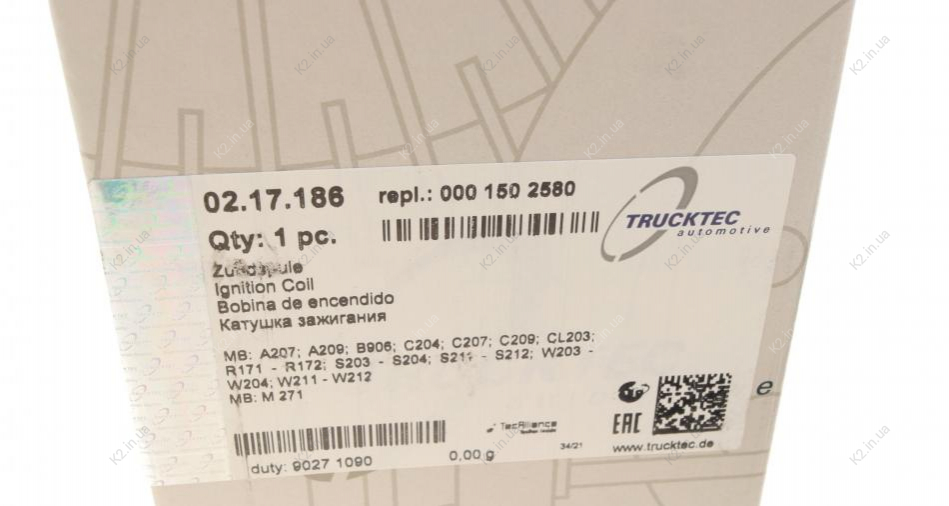 02.17.186 repl.: 000 150 2580
TRUCKTEC
automotive
Qty: 1 pc.
Zündspule
Ignition Coil
Bobina de encendido
Катушка зажигания
MB: A207; A209; B906; C204; C207; C209; CL203;
R171 - R172; S203 - S204; S211 - S212; W203 -
W204; W211 - W212
MB: M 271
TecAlliance
EAC
34/21
www.trucktec.de
duty: 9027 1090
0,00 g
e
K2.in.ua